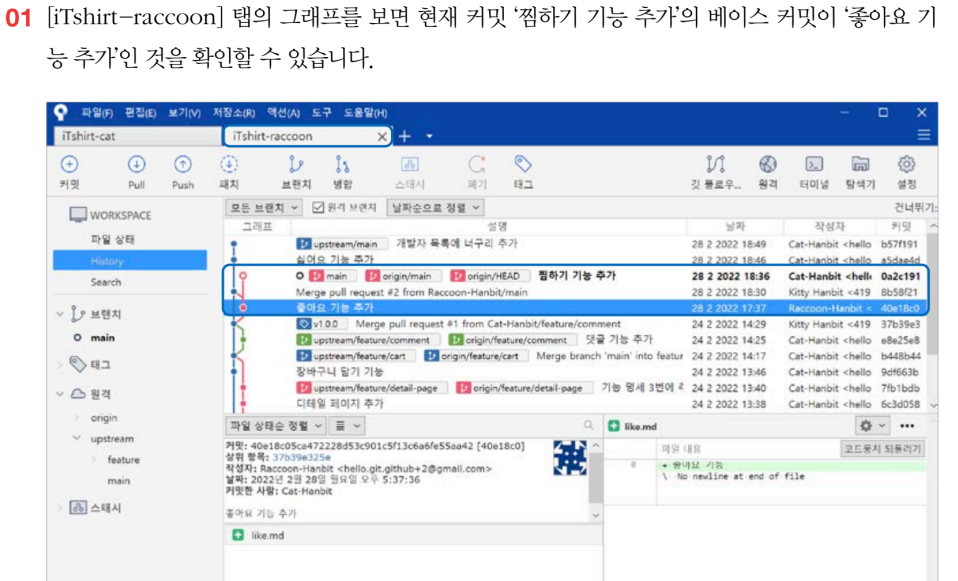 01 [iTshirt-raccoon] 탭의 그래프를 보면 현재 커밋 ‘찜하기 기능 추가’의 베이스 커밋이 ‘좋아요 기
능 추가’인 것을 확인할 수 있습니다.
파일(F) 편집(E) 보기(V) 저장소(R) 액션(A) 도구 도움말(H)
iTshirt-cat iTshirt-raccoon
커밋 Pull Push 패치 브랜치 병합 스태시 폐기 태그 깃 플로우... 원격 터미널 탐색기 설정
모든 브랜치 원격 브랜치 날짜순으로 정렬 건너뛰기:
그래프 설명 날짜 작성자 커밋
WORKSPACE
파일 상태
History
Search
브랜치
main
태그
원격
origin
upstream
feature
main
스태시
upstream/main 개발자 목록에 너구리 추가 28 2 2022 18:49 Cat-Hanbit <hello b57f191
싫어요 기능 추가 28 2 2022 18:46 Cat-Hanbit <hello a5dae4d
main origin/main origin/HEAD 찜하기 기능 추가 28 2 2022 18:36 Cat-Hanbit <hell 0a2c191
Merge pull request #2 from Raccoon-Hanbit/main 28 2 2022 18:30 Kitty Hanbit <419 8b58f21
좋아요 기능 추가 28 2 2022 17:37 Raccoon-Hanbit < 40e18c0
v1.0.0 Merge pull request #1 from Cat-Hanbit/feature/comment 24 2 2022 14:29 Kitty Hanbit <419 37b39e3
upstream/feature/comment origin/feature/comment 댓글 기능 추가 24 2 2022 14:25 Cat-Hanbit <hello e8e25e8
upstream/feature/cart origin/feature/cart Merge branch 'main' into featur 24 2 2022 14:17 Cat-Hanbit <hello b448b44
장바구니 담기 기능 24 2 2022 13:46 Cat-Hanbit <hello 9df663b
upstream/feature/detail-page origin/feature/detail-page 기능 명세 3번에 24 2 2022 13:40 Cat-Hanbit <hello 7fb1bdb
디테일 페이지 추가 24 2 2022 13:38 Cat-Hanbit <hello 6c3d058
파일 상태순 정렬
커밋: 40e18c05ca472228d53c901c5f13c6a6fe55aa42 [40e18c0]
상위 항목: 37b39e325e
작성자: Raccoon-Hanbit <hello.git.github+2@gmail.com>
날짜: 2022년 2월 28일 월요일 오후 5:37:36
커밋한 사람: Cat-Hanbit
좋아요 기능 추가
like.md
like.md
파일 내용 코드뭉치 되돌리기
+ 좋아요 기능
\ No newline at end of file